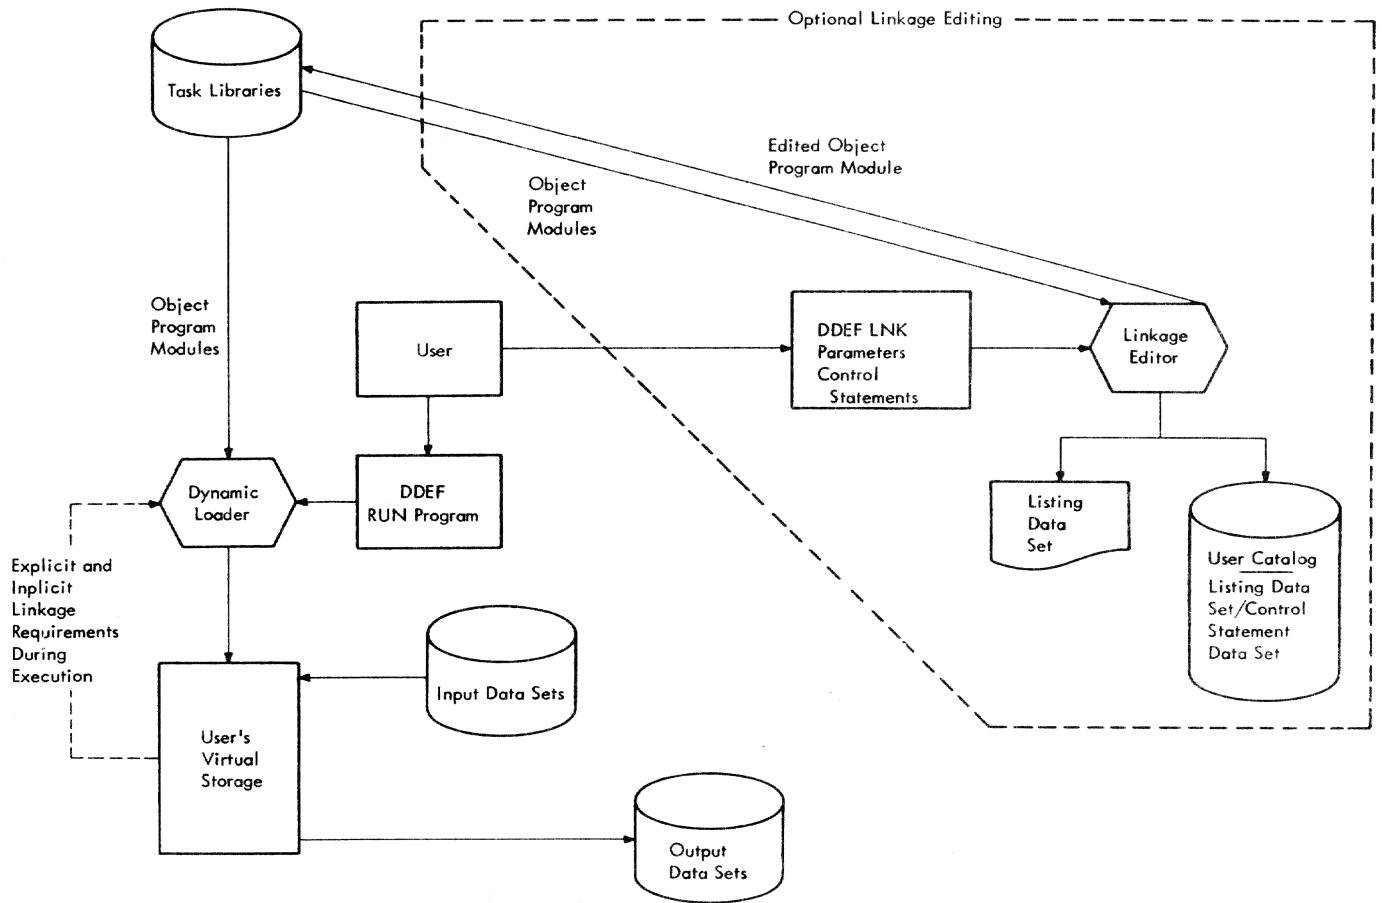 Optional Linkage Editing
Task Libraries
Edited Object
Program Module
Object
Program
Modules
Object
Program
Modules
User
DDEF LNK
Parameters
Control
Statements
Linkage
Editor
Dynamic
Loader
DDEF
RUN Program
Listing
Data
Set
User Catalog
Listing Data
Set/Control
Statement
Data Set
Explicit and
Inplicit
Linkage
Requirements
During
Execution
Input Data Sets
User's
Virtual
Storage
Output
Data Sets